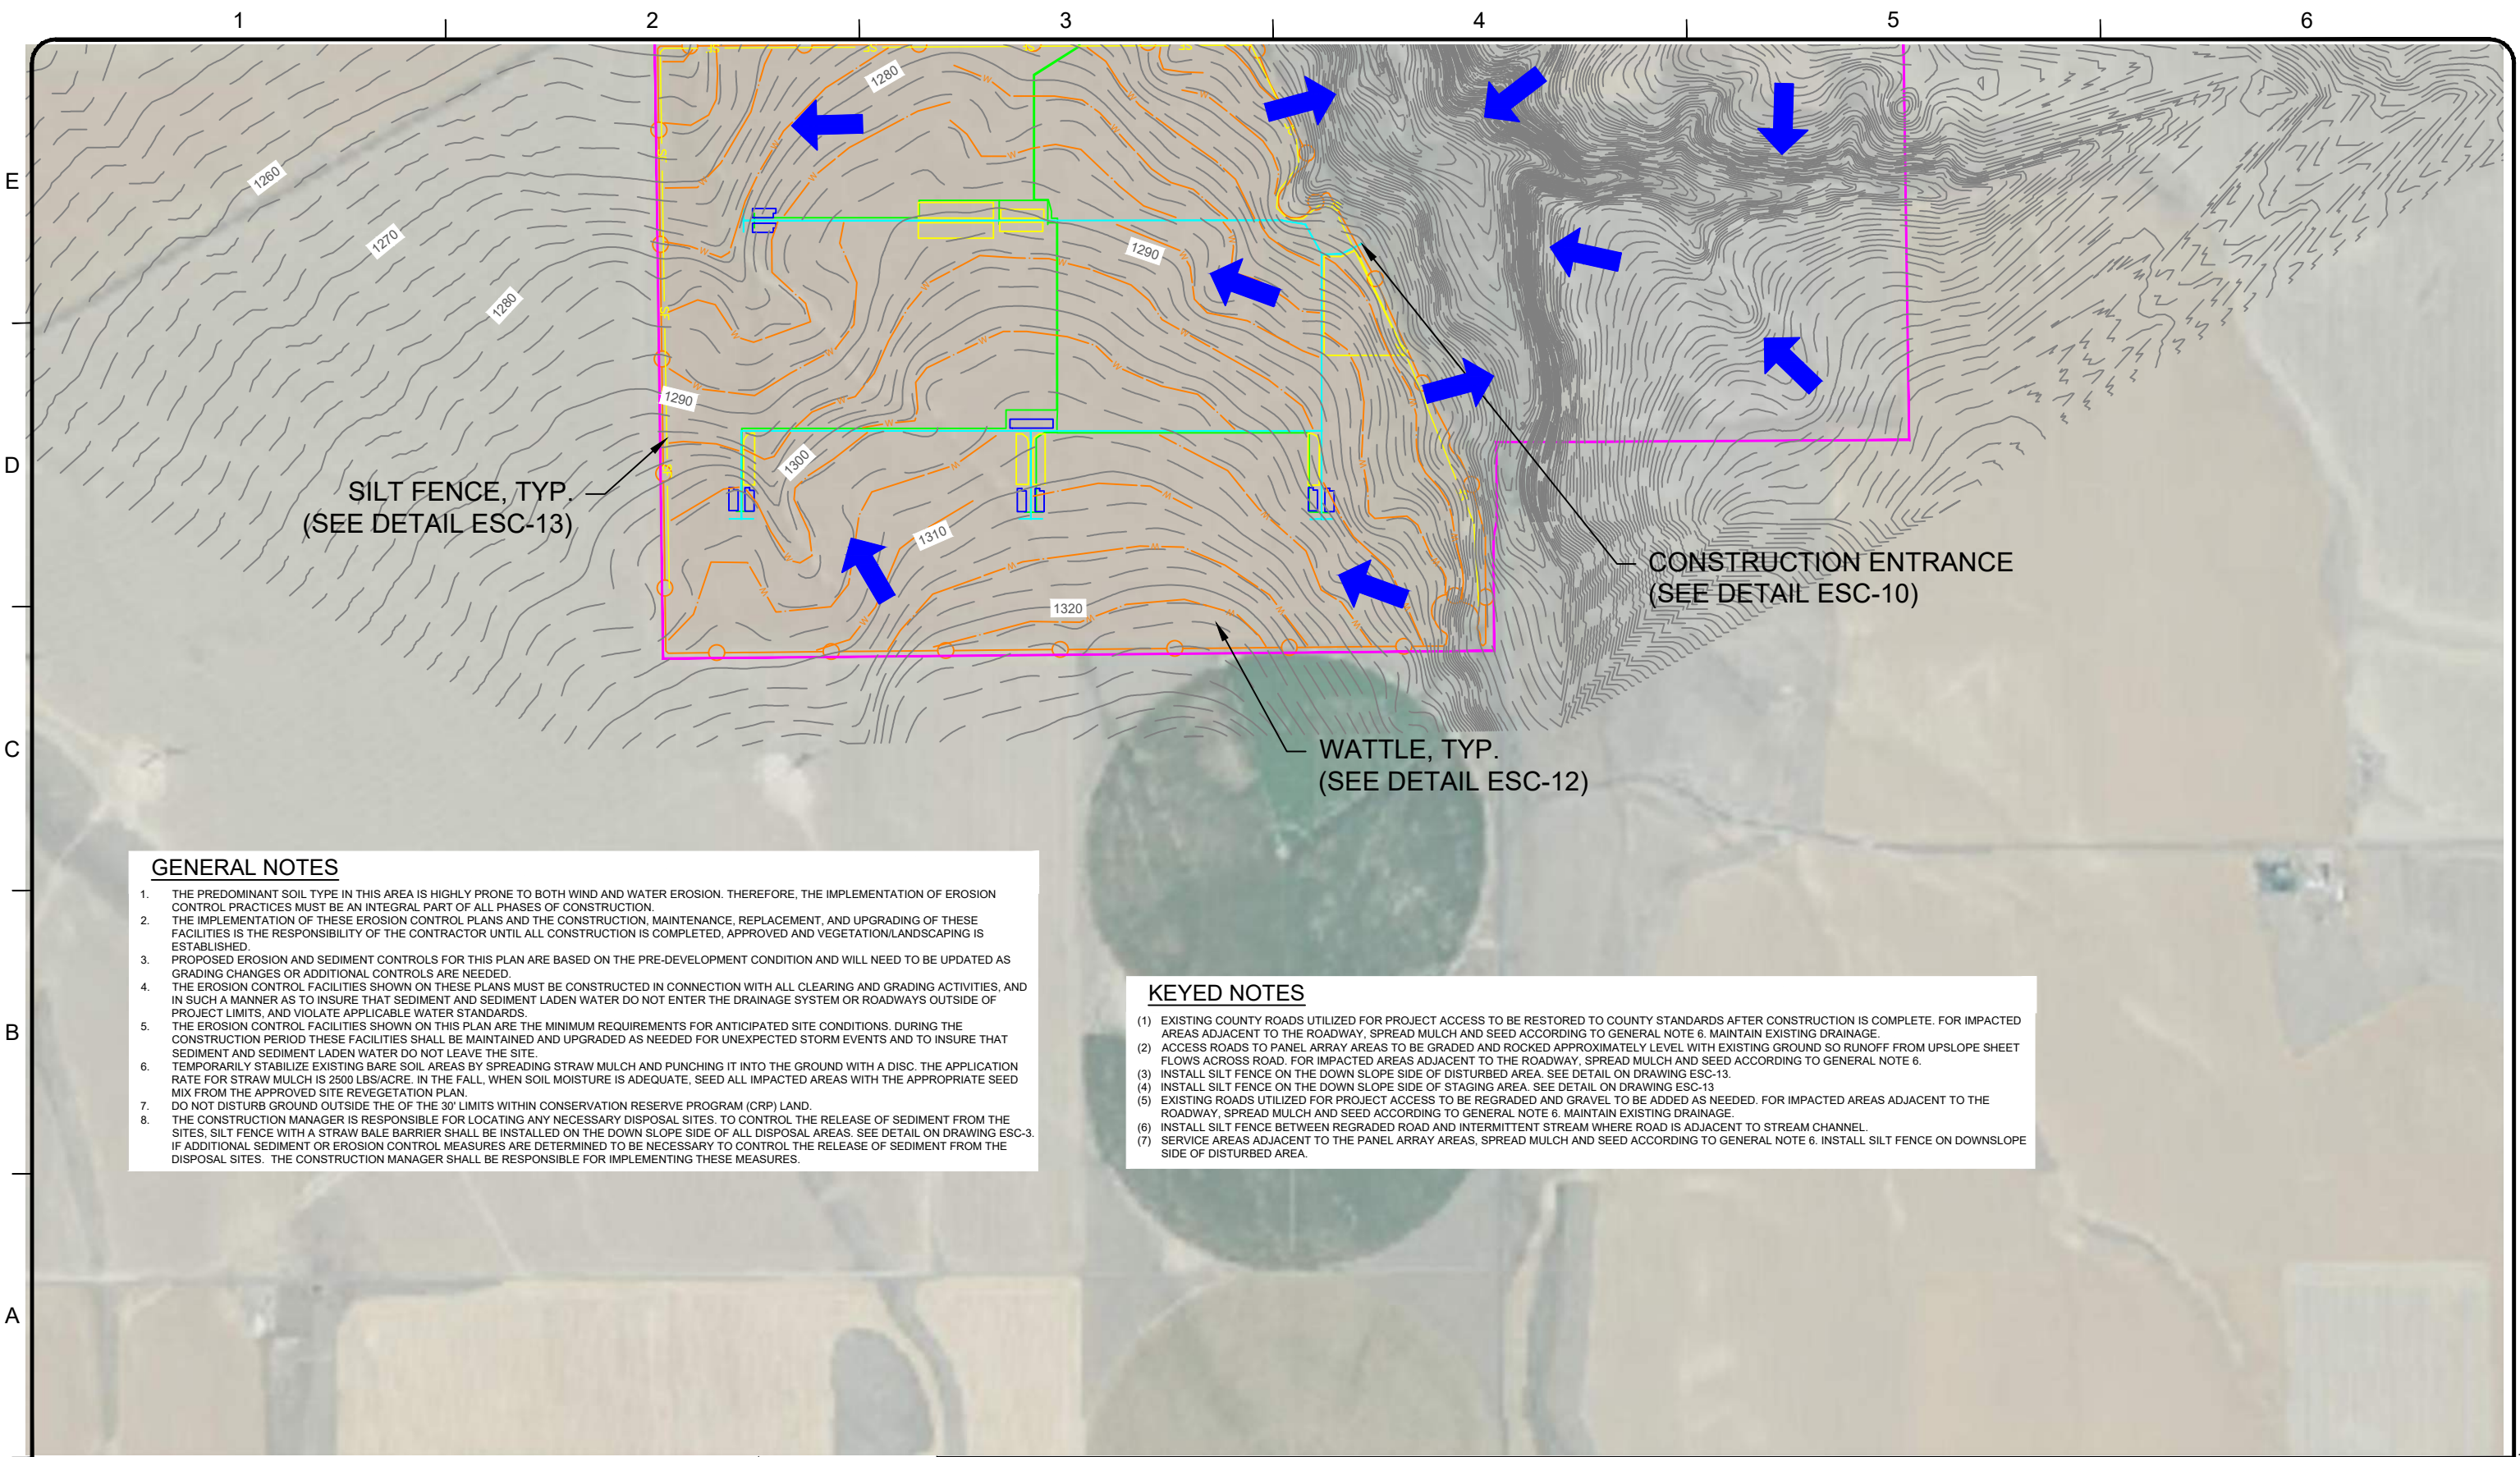 1 2 3 4 5 6
E
D
C
B
A
1280
1260
1270
1280
1290
1290
1300
1310
1320
SF SF SF SF
SF
SF
SF
SILT FENCE, TYP.
(SEE DETAIL ESC-13)
CONSTRUCTION ENTRANCE
(SEE DETAIL ESC-10)
WATTLE, TYP.
(SEE DETAIL ESC-12)
GENERAL NOTES
1. THE PREDOMINANT SOIL TYPE IN THIS AREA IS HIGHLY PRONE TO BOTH WIND AND WATER EROSION. THEREFORE, THE IMPLEMENTATION OF EROSION
CONTROL PRACTICES MUST BE AN INTEGRAL PART OF ALL PHASES OF CONSTRUCTION.
2. THE IMPLEMENTATION OF THESE EROSION CONTROL PLANS AND THE CONSTRUCTION, MAINTENANCE, REPLACEMENT, AND UPGRADING OF THESE
FACILITIES IS THE RESPONSIBILITY OF THE CONTRACTOR UNTIL ALL CONSTRUCTION IS COMPLETED, APPROVED AND VEGETATION/LANDSCAPING IS
ESTABLISHED.
3. PROPOSED EROSION AND SEDIMENT CONTROLS FOR THIS PLAN ARE BASED ON THE PRE-DEVELOPMENT CONDITION AND WILL NEED TO BE UPDATED AS
GRADING CHANGES OR ADDITIONAL CONTROLS ARE NEEDED.
4. THE EROSION CONTROL FACILITIES SHOWN ON THESE PLANS MUST BE CONSTRUCTED IN CONNECTION WITH ALL CLEARING AND GRADING ACTIVITIES, AND
IN SUCH A MANNER AS TO INSURE THAT SEDIMENT AND SEDIMENT LADEN WATER DO NOT ENTER THE DRAINAGE SYSTEM OR ROADWAYS OUTSIDE OF
PROJECT LIMITS, AND VIOLATE APPLICABLE WATER STANDARDS.
5. THE EROSION CONTROL FACILITIES SHOWN ON THIS PLAN ARE THE MINIMUM REQUIREMENTS FOR ANTICIPATED SITE CONDITIONS. DURING THE
CONSTRUCTION PERIOD THESE FACILITIES SHALL BE MAINTAINED AND UPGRADED AS NEEDED FOR UNEXPECTED STORM EVENTS AND TO INSURE THAT
SEDIMENT AND SEDIMENT LADEN WATER DO NOT LEAVE THE SITE.
6. TEMPORARILY STABILIZE EXISTING BARE SOIL AREAS BY SPREADING STRAW MULCH AND PUNCHING IT INTO THE GROUND WITH A DISC. THE APPLICATION
RATE FOR STRAW MULCH IS 2500 LBS/ACRE. IN THE FALL, WHEN SOIL MOISTURE IS ADEQUATE, SEED ALL IMPACTED AREAS WITH THE APPROPRIATE SEED
MIX FROM THE APPROVED SITE REVEGETATION PLAN.
7. DO NOT DISTURB GROUND OUTSIDE THE OF THE 30' LIMITS WITHIN CONSERVATION RESERVE PROGRAM (CRP) LAND.
8. THE CONSTRUCTION MANAGER IS RESPONSIBLE FOR LOCATING ANY NECESSARY DISPOSAL SITES. TO CONTROL THE RELEASE OF SEDIMENT FROM THE
SITES, SILT FENCE WITH A STRAW BALE BARRIER SHALL BE INSTALLED ON THE DOWN SLOPE SIDE OF ALL DISPOSAL AREAS. SEE DETAIL ON DRAWING ESC-3.
IF ADDITIONAL SEDIMENT OR EROSION CONTROL MEASURES ARE DETERMINED TO BE NECESSARY TO CONTROL THE RELEASE OF SEDIMENT FROM THE
DISPOSAL SITES. THE CONSTRUCTION MANAGER SHALL BE RESPONSIBLE FOR IMPLEMENTING THESE MEASURES.
KEYED NOTES
(1) EXISTING COUNTY ROADS UTILIZED FOR PROJECT ACCESS TO BE RESTORED TO COUNTY STANDARDS AFTER CONSTRUCTION IS COMPLETE. FOR IMPACTED
AREAS ADJACENT TO THE ROADWAY, SPREAD MULCH AND SEED ACCORDING TO GENERAL NOTE 6. MAINTAIN EXISTING DRAINAGE.
(2) ACCESS ROADS TO PANEL ARRAY AREAS TO BE GRADED AND ROCKED APPROXIMATELY LEVEL WITH EXISTING GROUND SO RUNOFF FROM UPSLOPE SHEET
FLOWS ACROSS ROAD. FOR IMPACTED AREAS ADJACENT TO THE ROADWAY, SPREAD MULCH AND SEED ACCORDING TO GENERAL NOTE 6.
(3) INSTALL SILT FENCE ON THE DOWN SLOPE SIDE OF DISTURBED AREA. SEE DETAIL ON DRAWING ESC-13.
(4) INSTALL SILT FENCE ON THE DOWN SLOPE SIDE OF STAGING AREA. SEE DETAIL ON DRAWING ESC-13
(5) EXISTING ROADS UTILIZED FOR PROJECT ACCESS TO BE REGRADED AND GRAVEL TO BE ADDED AS NEEDED. FOR IMPACTED AREAS ADJACENT TO THE
ROADWAY, SPREAD MULCH AND SEED ACCORDING TO GENERAL NOTE 6. MAINTAIN EXISTING DRAINAGE.
(6) INSTALL SILT FENCE BETWEEN REGRADED ROAD AND INTERMITTENT STREAM WHERE ROAD IS ADJACENT TO STREAM CHANNEL.
(7) SERVICE AREAS ADJACENT TO THE PANEL ARRAY AREAS, SPREAD MULCH AND SEED ACCORDING TO GENERAL NOTE 6. INSTALL SILT FENCE ON DOWNSLOPE
SIDE OF DISTURBED AREA.